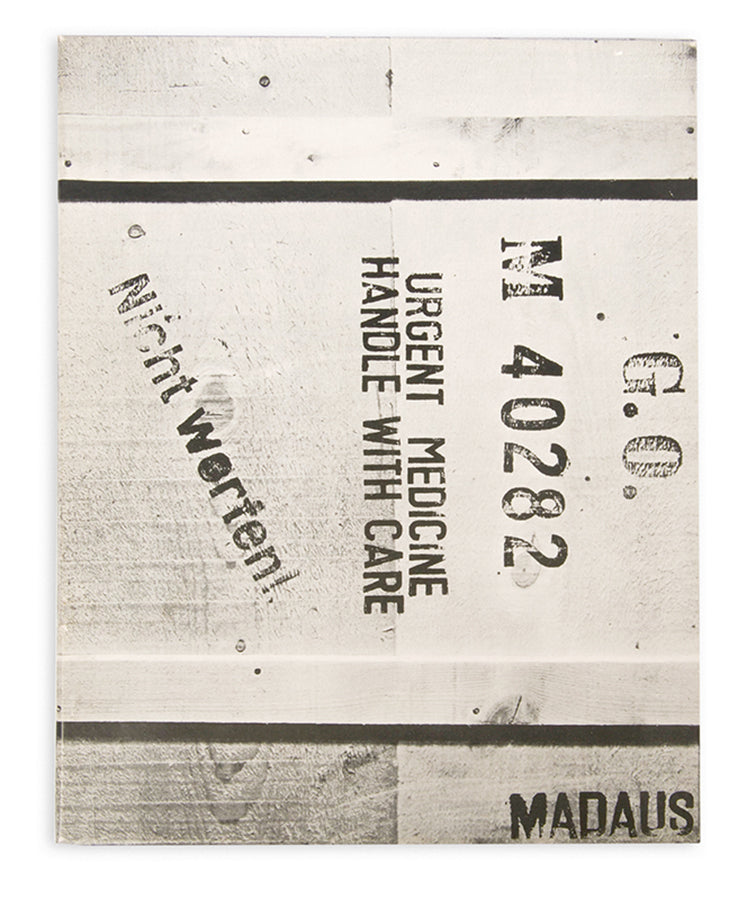 G.O.
M 40282
URGENT MEDICINE
HANDLE WITH CARE
Nicht werfen!
MADAUS